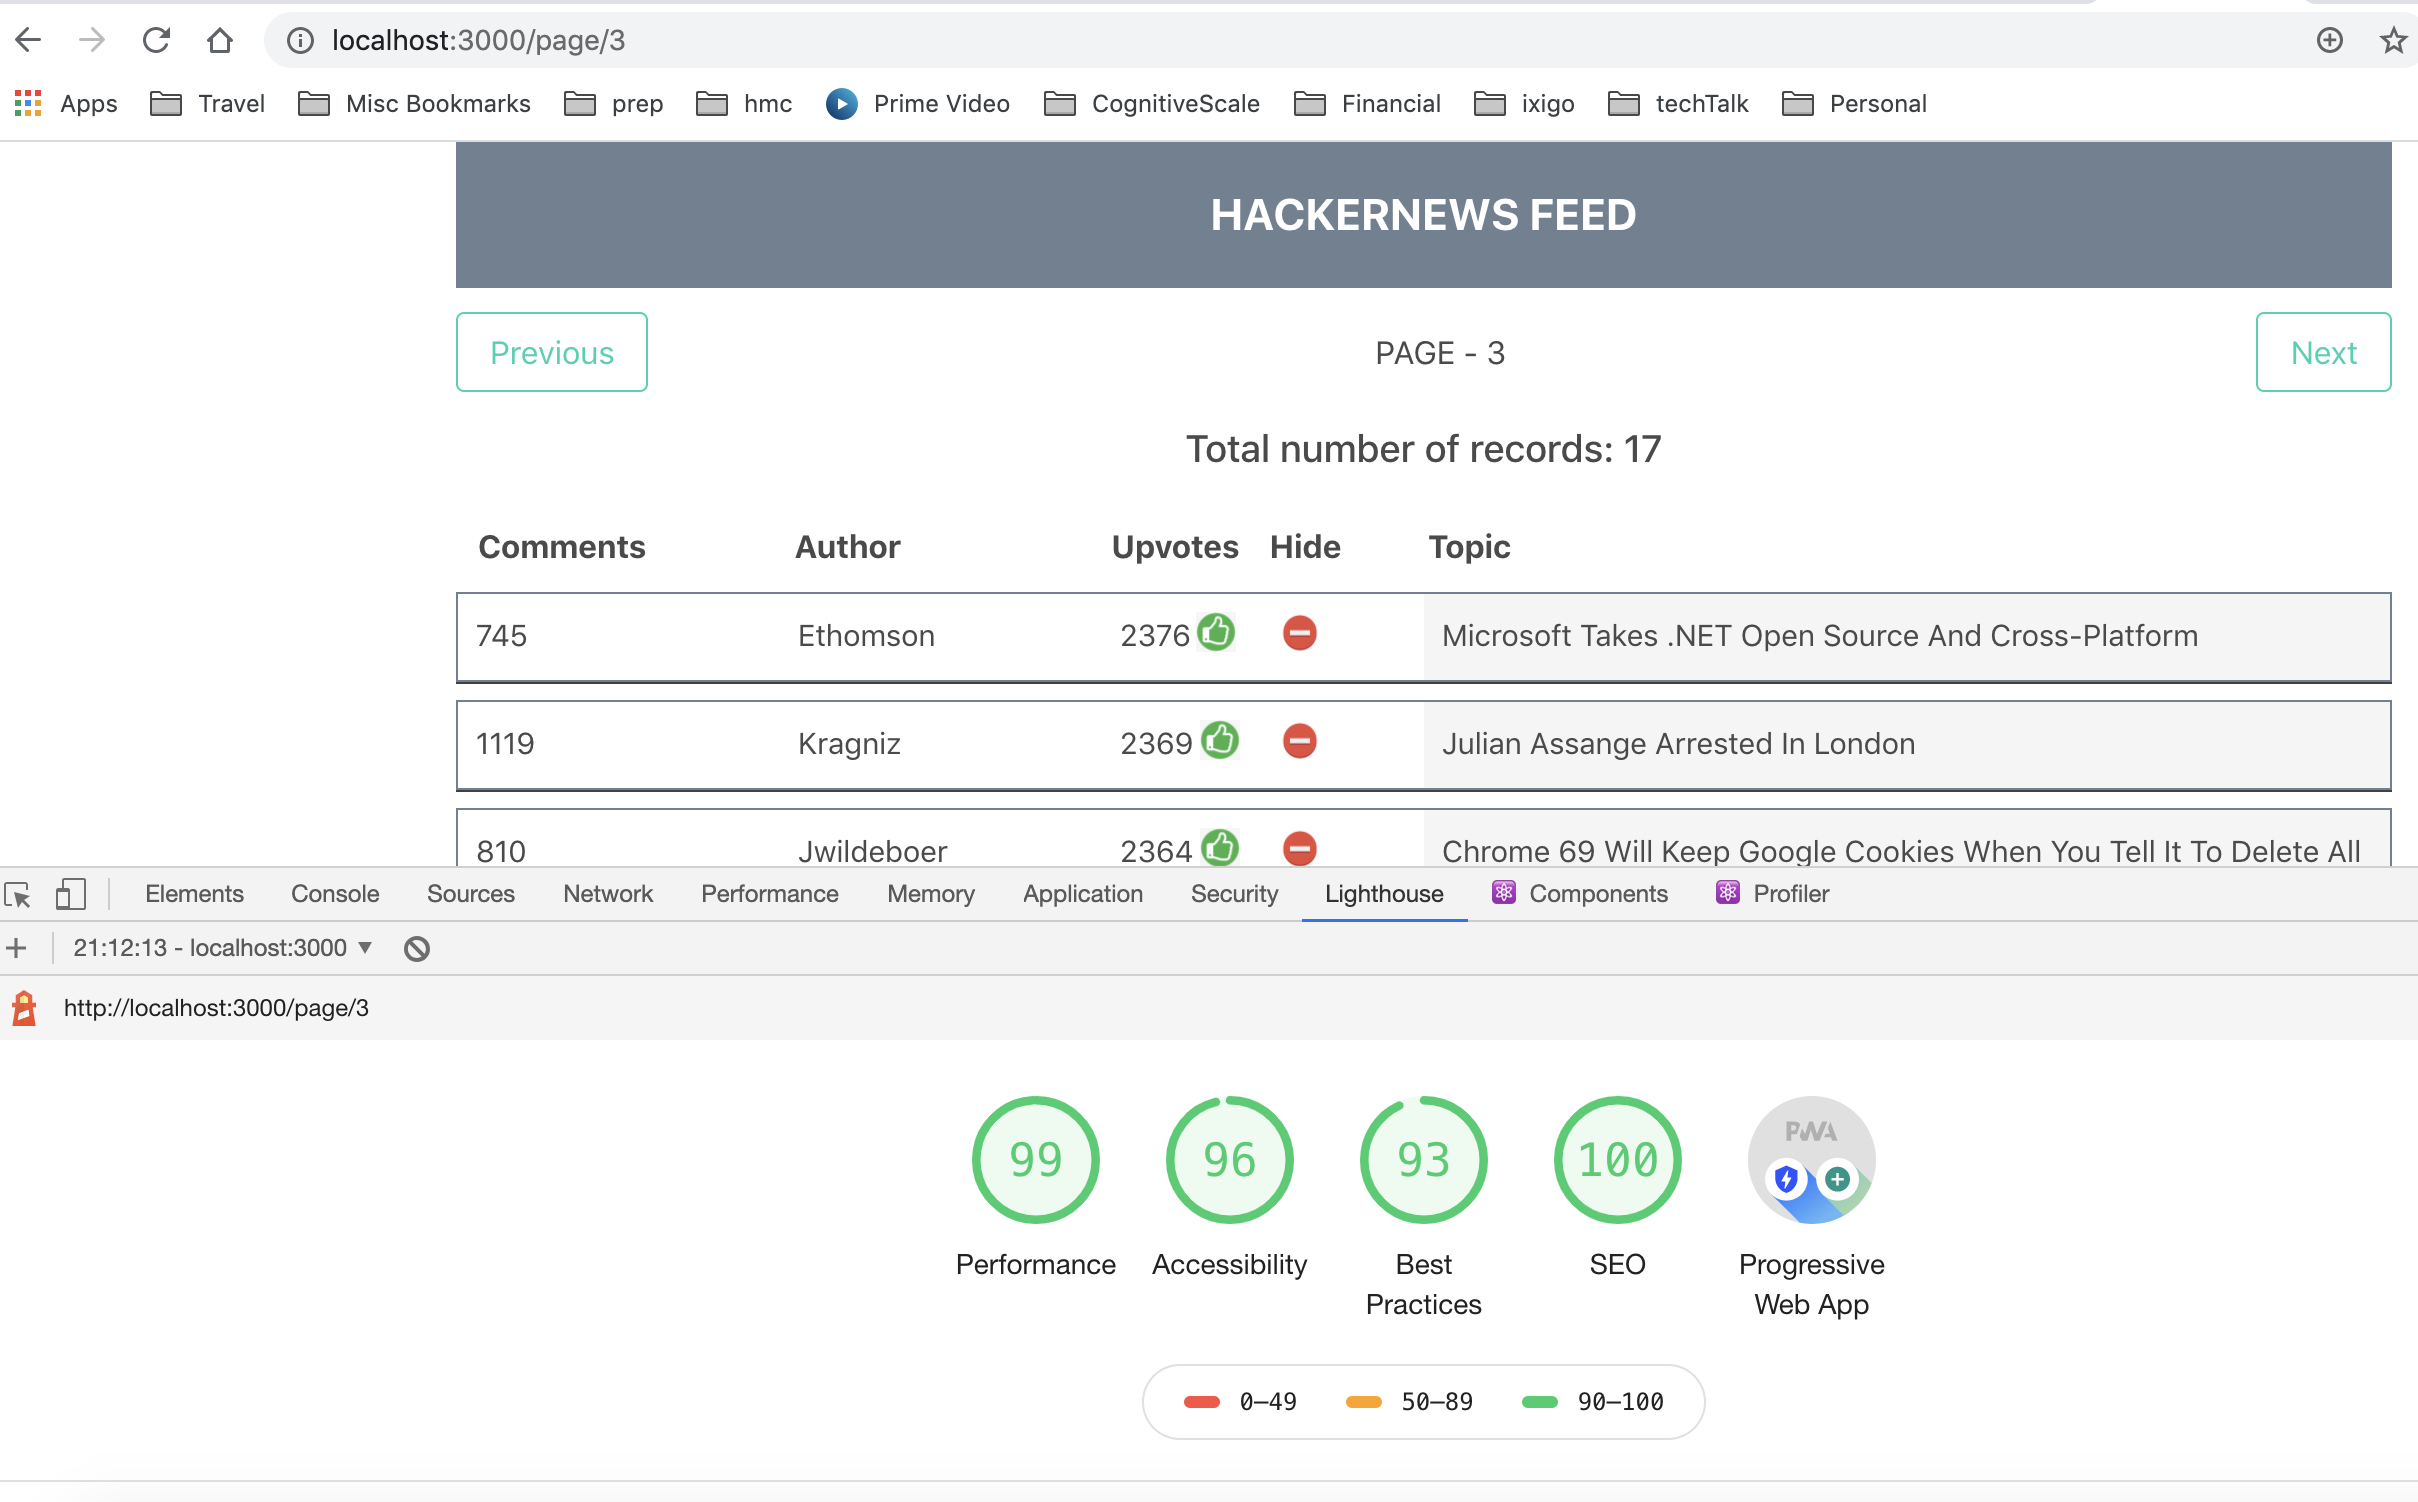 localhost:3000/page/3
Apps Travel Misc Bookmarks prep hmc Prime Video CognitiveScale Financial ixigo techTalk Personal
HACKERNEWS FEED
Previous PAGE - 3 Next
Total number of records: 17
Comments Author Upvotes Hide Topic
745 Ethomson 2376 Microsoft Takes .NET Open Source And Cross-Platform
1119 Kragniz 2369 Julian Assange Arrested In London
810 Jwildeboer 2364 Chrome 69 Will Keep Google Cookies When You Tell It To Delete All
Elements Console Sources Network Performance Memory Application Security Lighthouse Components Profiler
21:12:13 - localhost:3000
http://localhost:3000/page/3
99 96 93 100 PWA
Performance Accessibility Best Practices SEO Progressive Web App
0–49 50–89 90–100